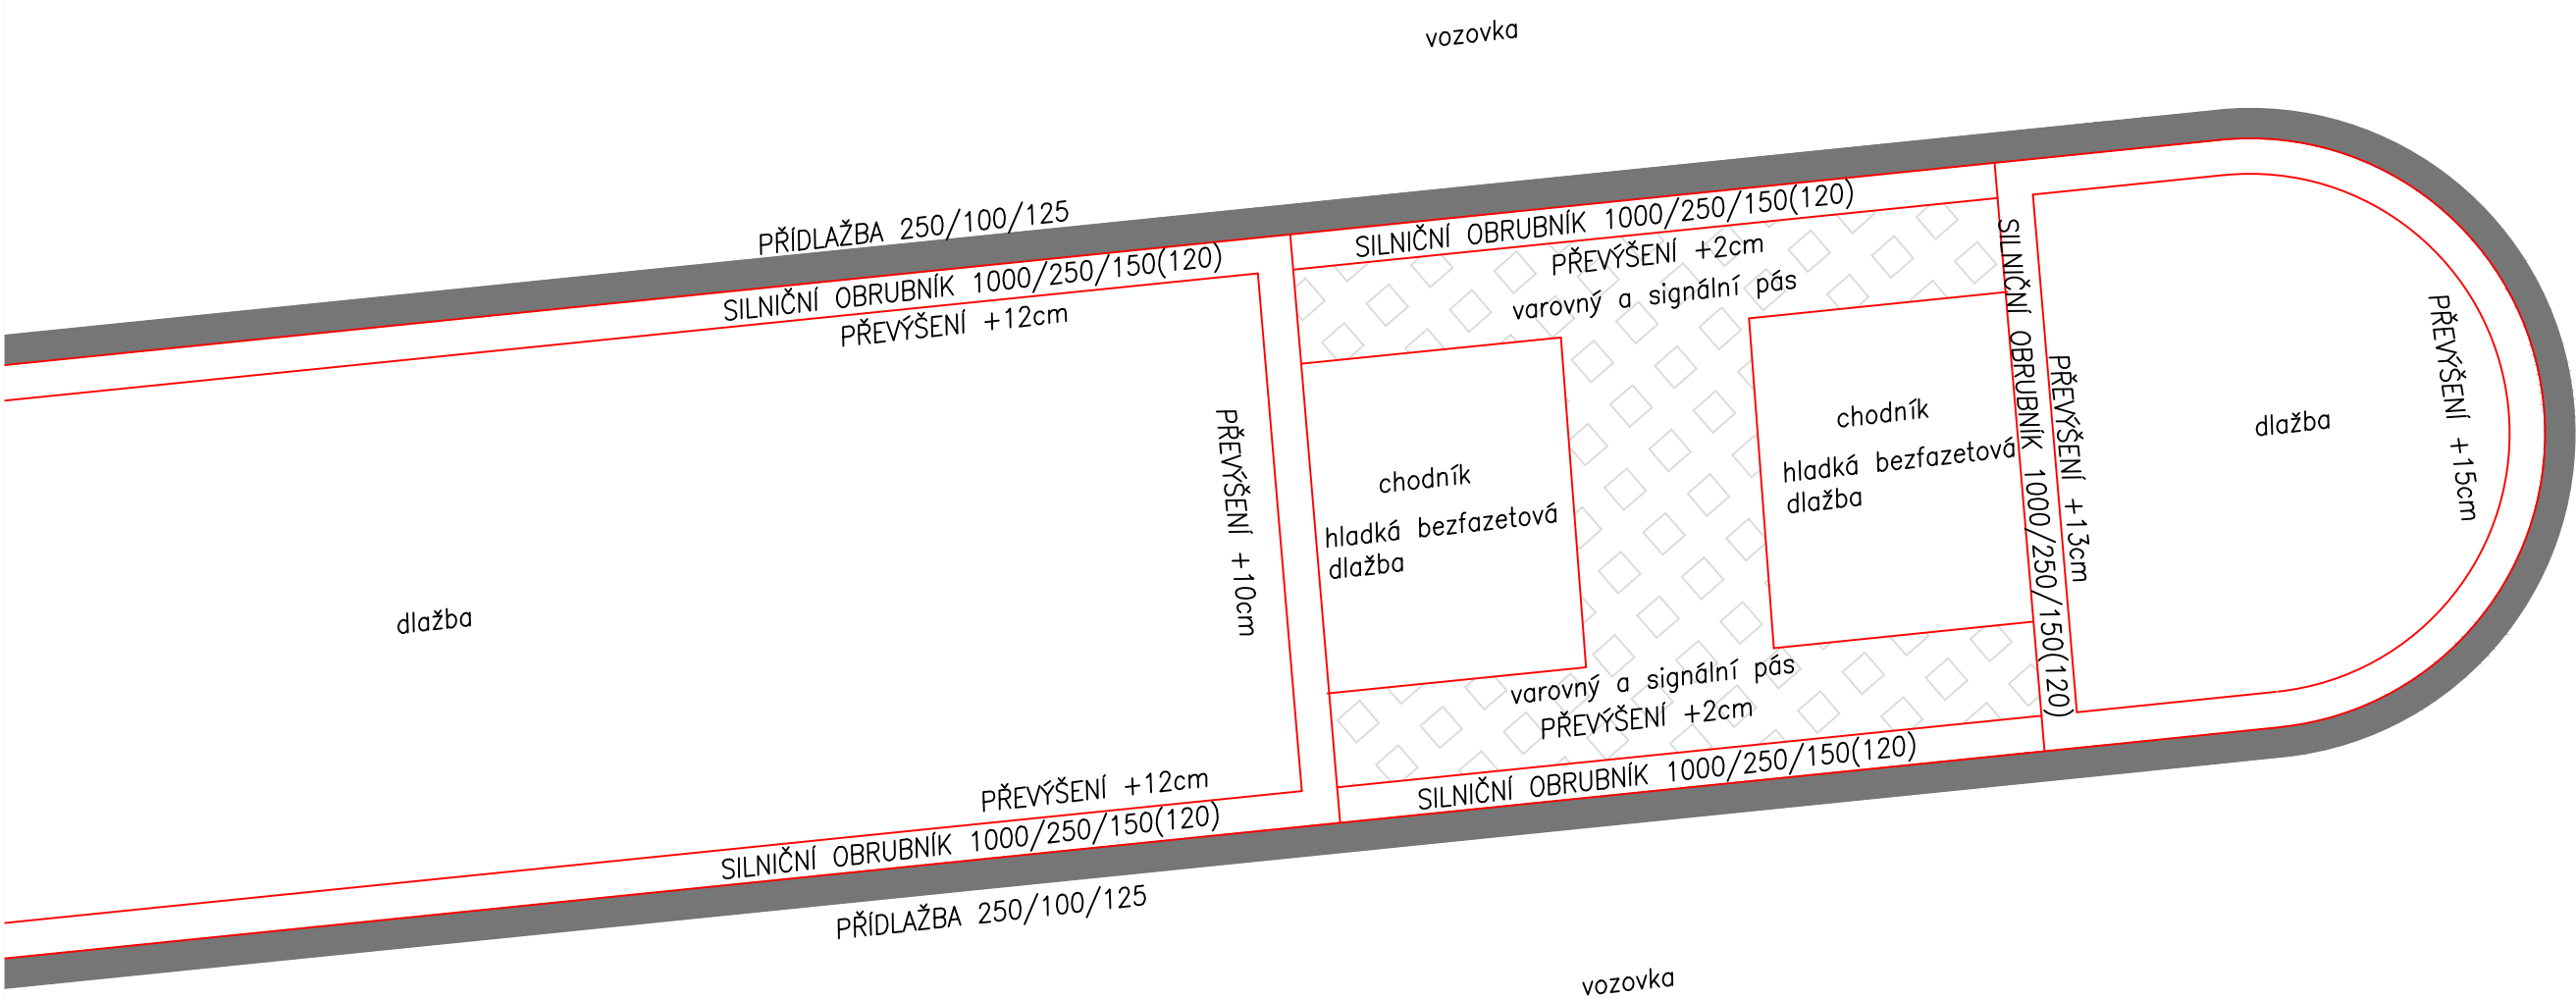 vozovka
PŘÍDLAŽBA 250/100/125
SILNIČNÍ OBRUBNÍK 1000/250/150(120)
PŘEVÝŠENÍ +12cm
SILNIČNÍ OBRUBNÍK 1000/250/150(120)
PŘEVÝŠENÍ +2cm
varovný a signální pás
dlažba
PŘEVÝŠENÍ +10cm
chodník
hladká bezfazetová
dlažba
chodník
hladká bezfazetová
dlažba
SILNIČNÍ OBRUBNÍK 1000/250/150(120)
PŘEVÝŠENÍ +13cm
dlažba
PŘEVÝŠENÍ +15cm
varovný a signální pás
PŘEVÝŠENÍ +2cm
SILNIČNÍ OBRUBNÍK 1000/250/150(120)
PŘEVÝŠENÍ +12cm
SILNIČNÍ OBRUBNÍK 1000/250/150(120)
PŘÍDLAŽBA 250/100/125
vozovka